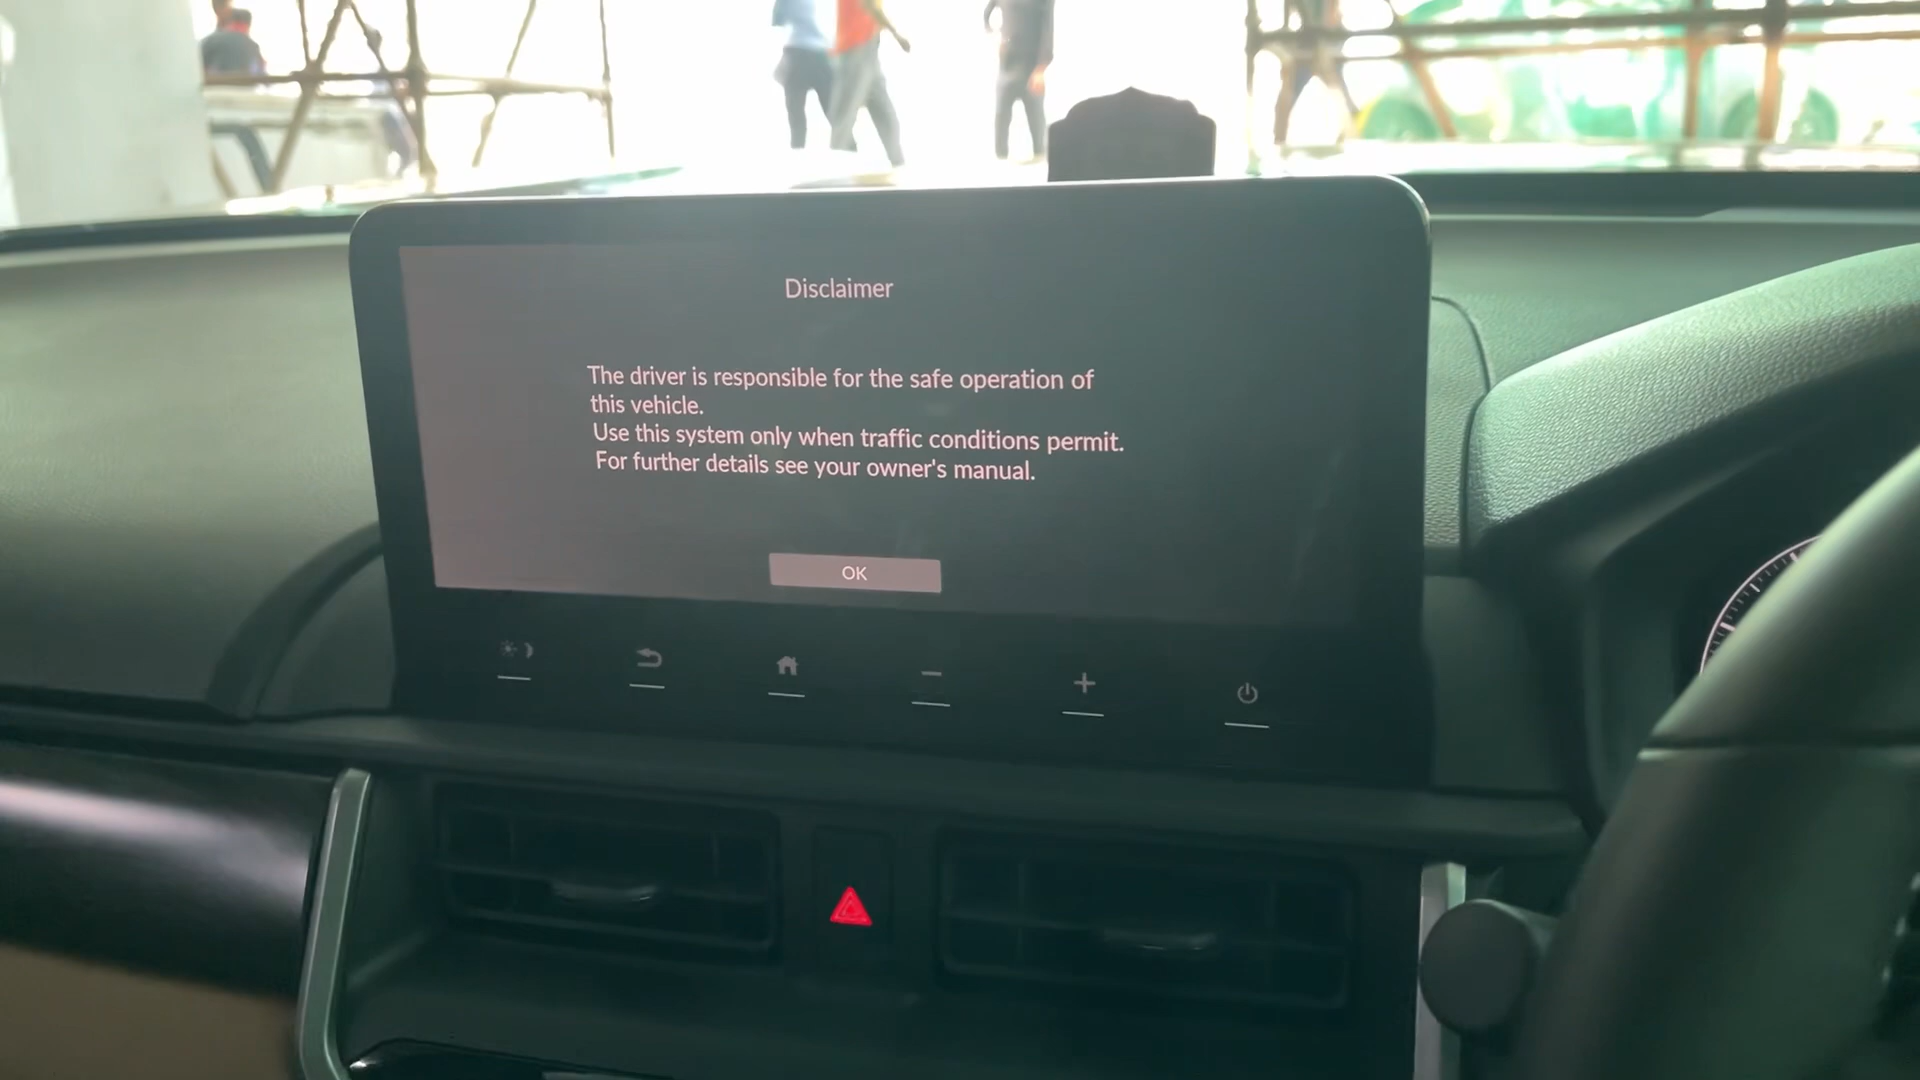 Disclaimer
The driver is responsible for the safe operation of
this vehicle.
Use this system only when traffic conditions permit.
For further details see your owner's manual.
OK